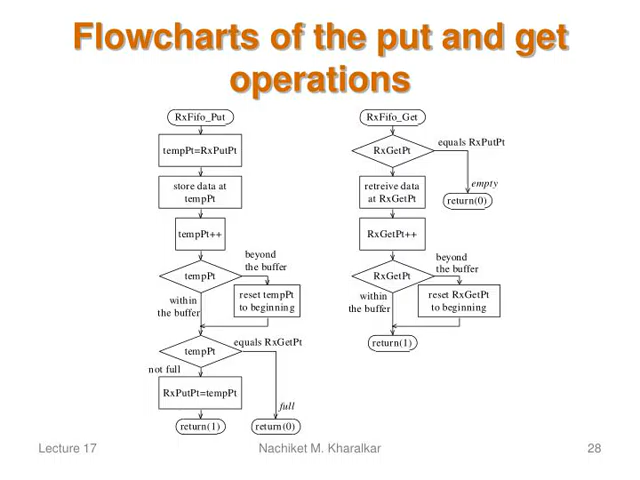 Flowcharts of the put and get
operations
RxFifo_Put
tempPt=RxPutPt
store data at
tempPt
tempPt++
tempPt
beyond
the buffer
within
the buffer
reset tempPt
to beginning
tempPt
equals RxGetPt
not full
RxPutPt=tempPt
full
return(1)
return(0)
RxFifo_Get
RxGetPt
equals RxPutPt
empty
return(0)
retreive data
at RxGetPt
RxGetPt++
RxGetPt
beyond
the buffer
within
the buffer
reset RxGetPt
to beginning
return(1)
Lecture 17
Nachiket M. Kharalkar
28